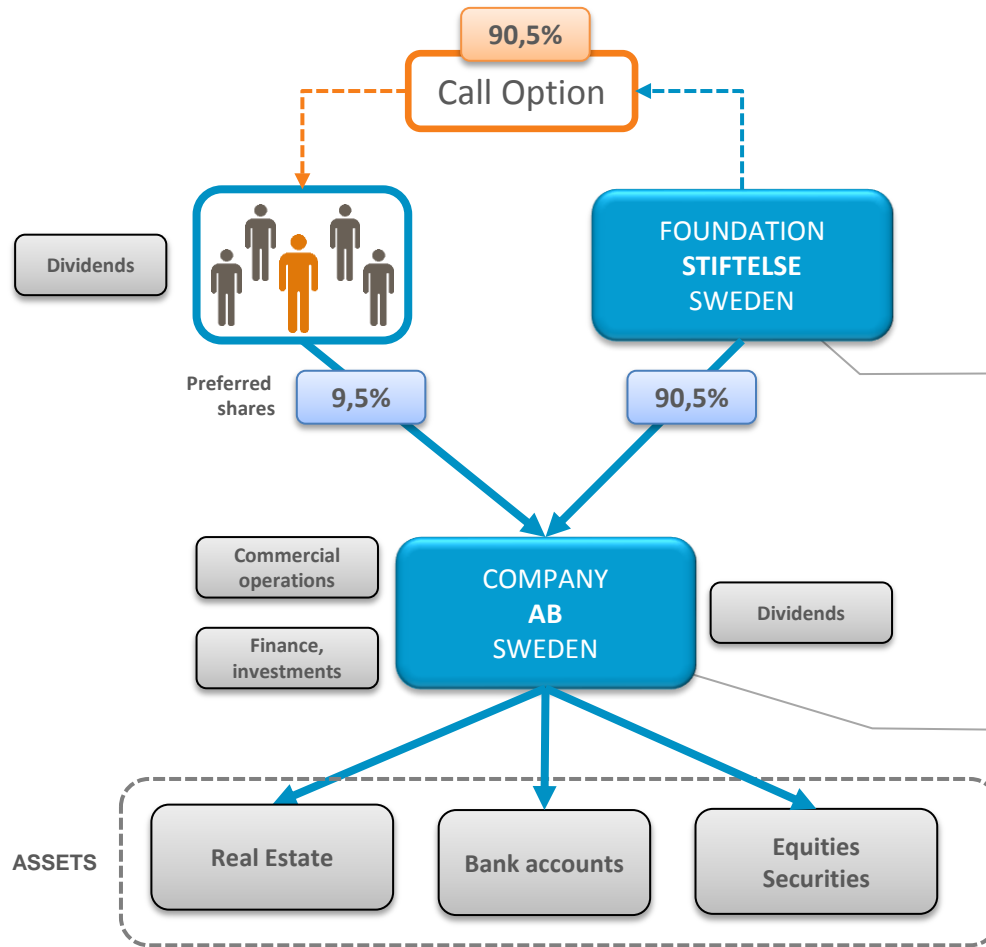 90,5%
Call Option
Dividends
FOUNDATION
STIFTELSE
SWEDEN
Preferred
shares
9,5%
90,5%
Commercial
operations
Finance,
investments
COMPANY
AB
SWEDEN
Dividends
ASSETS
Real Estate
Bank accounts
Equities
Securities